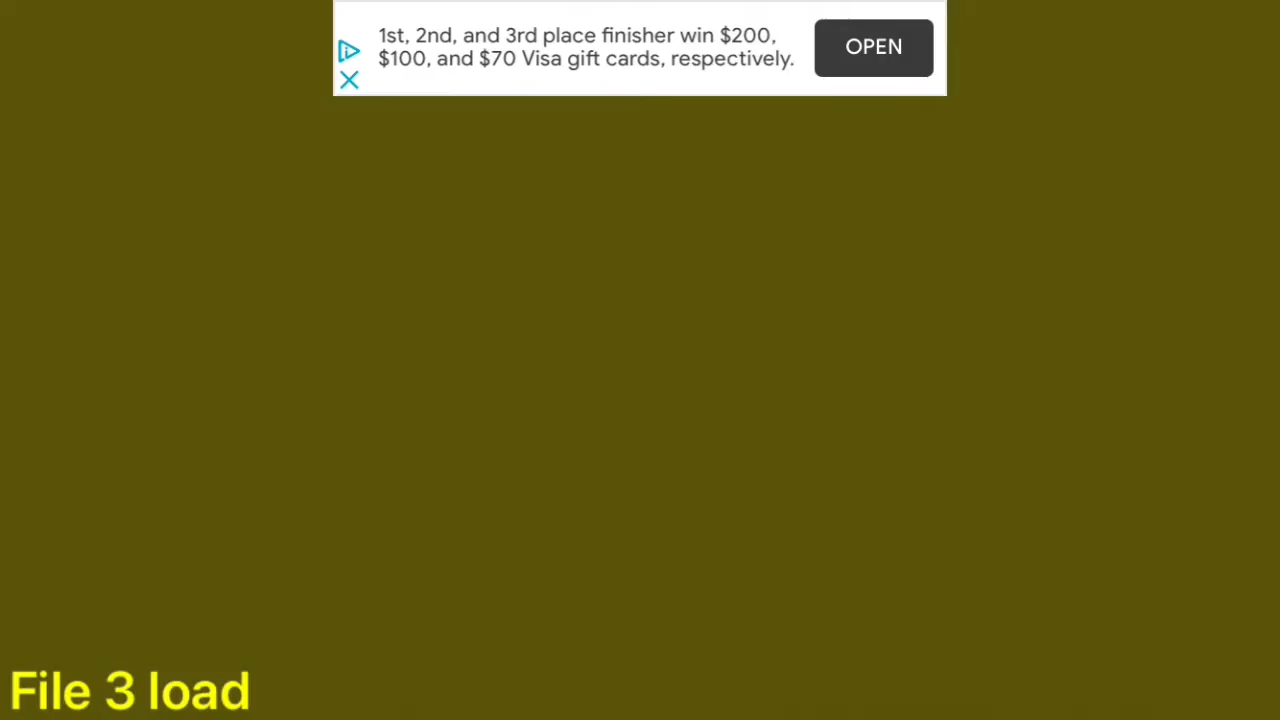 1st, 2nd, and 3rd place finisher win $200,
$100, and $70 Visa gift cards, respectively.
OPEN
File 3 load